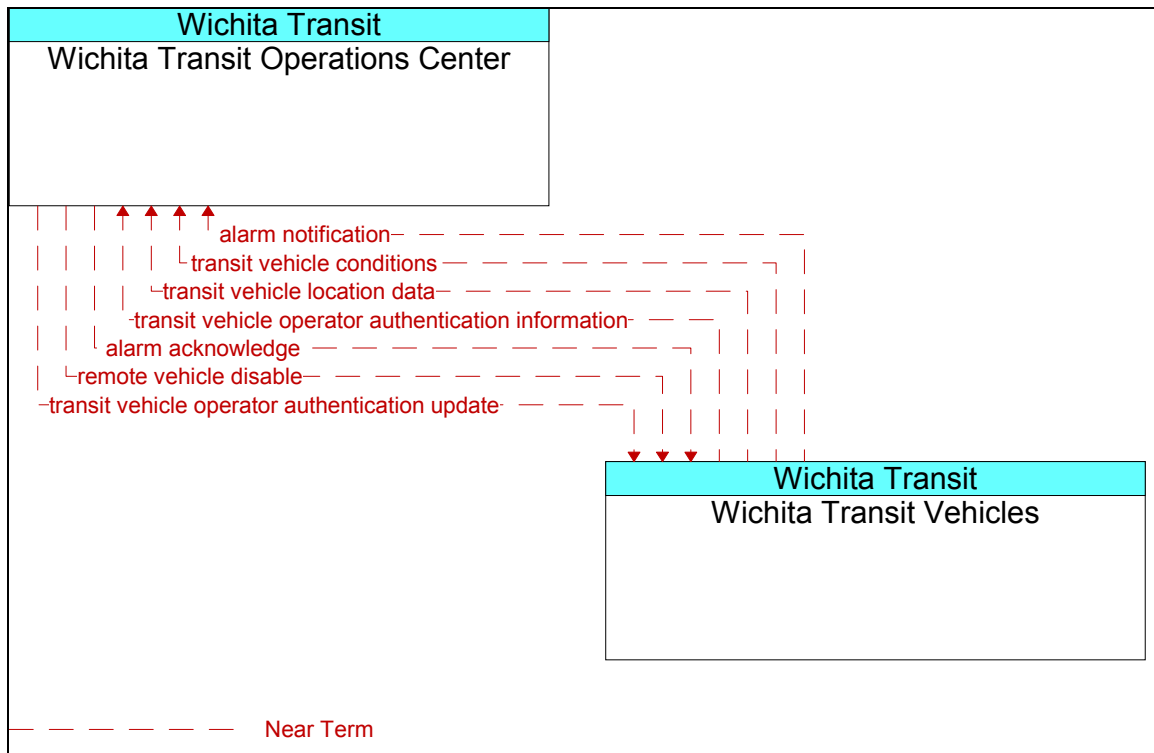 Wichita Transit
Wichita Transit Operations Center
alarm notification
transit vehicle conditions
transit vehicle location data
transit vehicle operator authentication information
alarm acknowledge
remote vehicle disable
transit vehicle operator authentication update
Wichita Transit
Wichita Transit Vehicles
Near Term